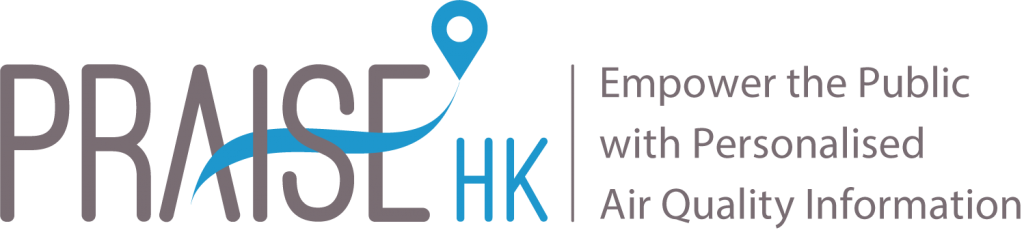 PRAISE HK
Empower the Public
with Personalised
Air Quality Information